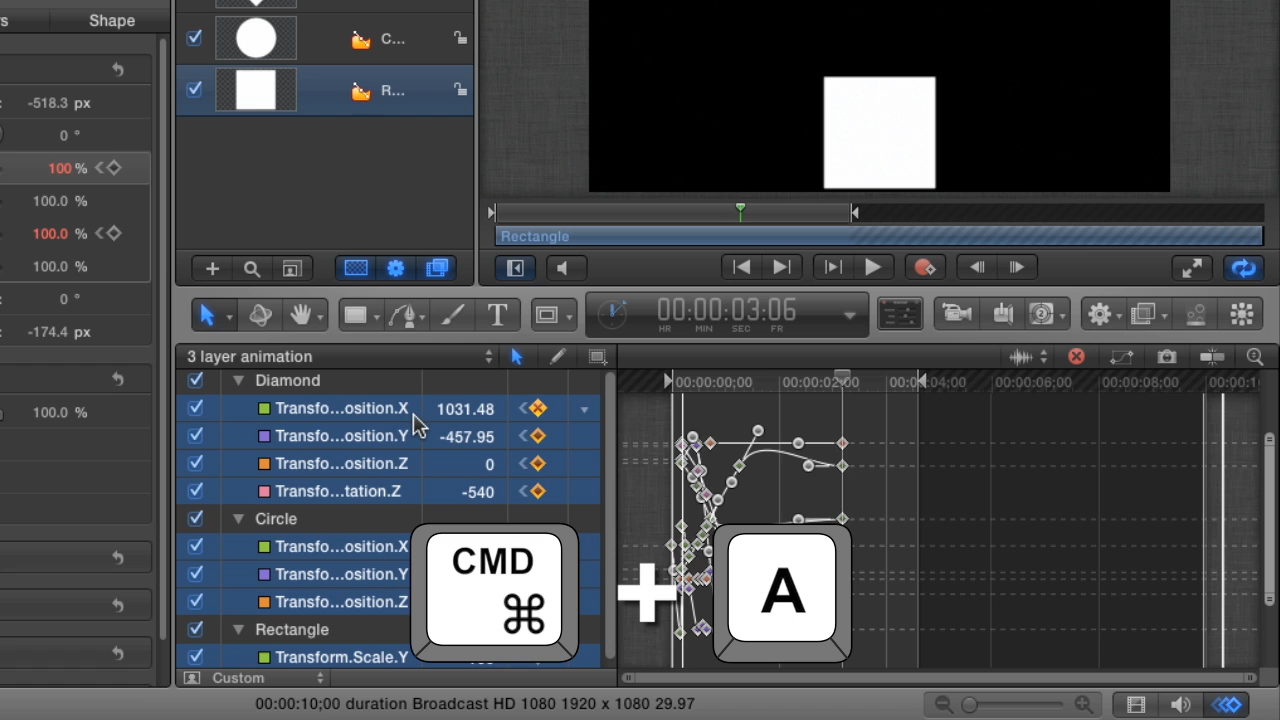 s Shape
-518.3 px
0 °
100 %
100.0 %
100.0 %
100.0 %
0 °
-174.4 px
100.0 %
C...
R...
Rectangle
T
00:00:03;06
HR MIN SEC FR
3 layer animation
00:00:00;00 00:00:02;00 00:00:04;00 00:00:06;00 00:00:08;00 00:00:1
Diamond
Transfo...osition.X 1031.48
Transfo...osition.Y -457.95
Transfo...osition.Z 0
Transfo...tation.Z -540
Circle
Transfo...osition.X
Transfo...osition.Y
Transfo...osition.Z
Rectangle
Transform.Scale.Y
CMD
⌘
+
A
Custom
00:00:10;00 duration Broadcast HD 1080 1920 x 1080 29.97